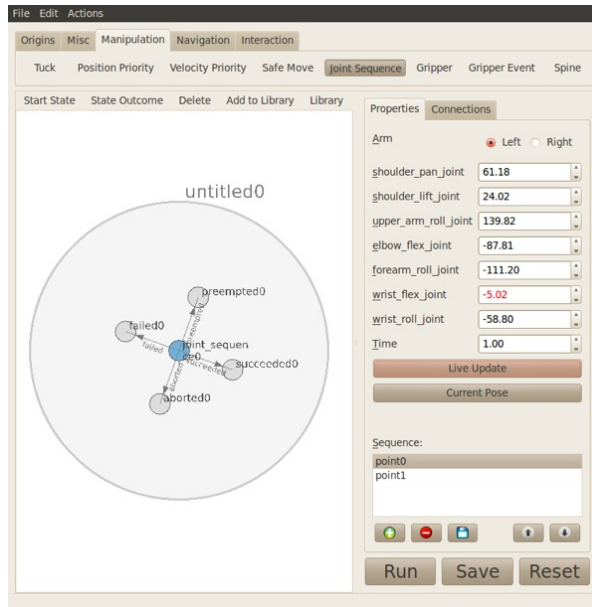 File Edit Actions
Origins Misc Manipulation Navigation Interaction
Tuck Position Priority Velocity Priority Safe Move Joint Sequence Gripper Gripper Event Spine
Start State State Outcome Delete Add to Library Library
Properties Connections
Arm Left Right
shoulder_pan_joint 61.18
shoulder_lift_joint 24.02
upper_arm_roll_joint 139.82
elbow_flex_joint -87.81
forearm_roll_joint -111.20
wrist_flex_joint -5.02
wrist_roll_joint -58.80
Time 1.00
Live Update
Current Pose
Sequence:
point0
point1
Run Save Reset
untitled0
preempted0
preempted
failed0
failed
joint_sequen
ce0
succeeded
succeeded0
aborted
aborted0